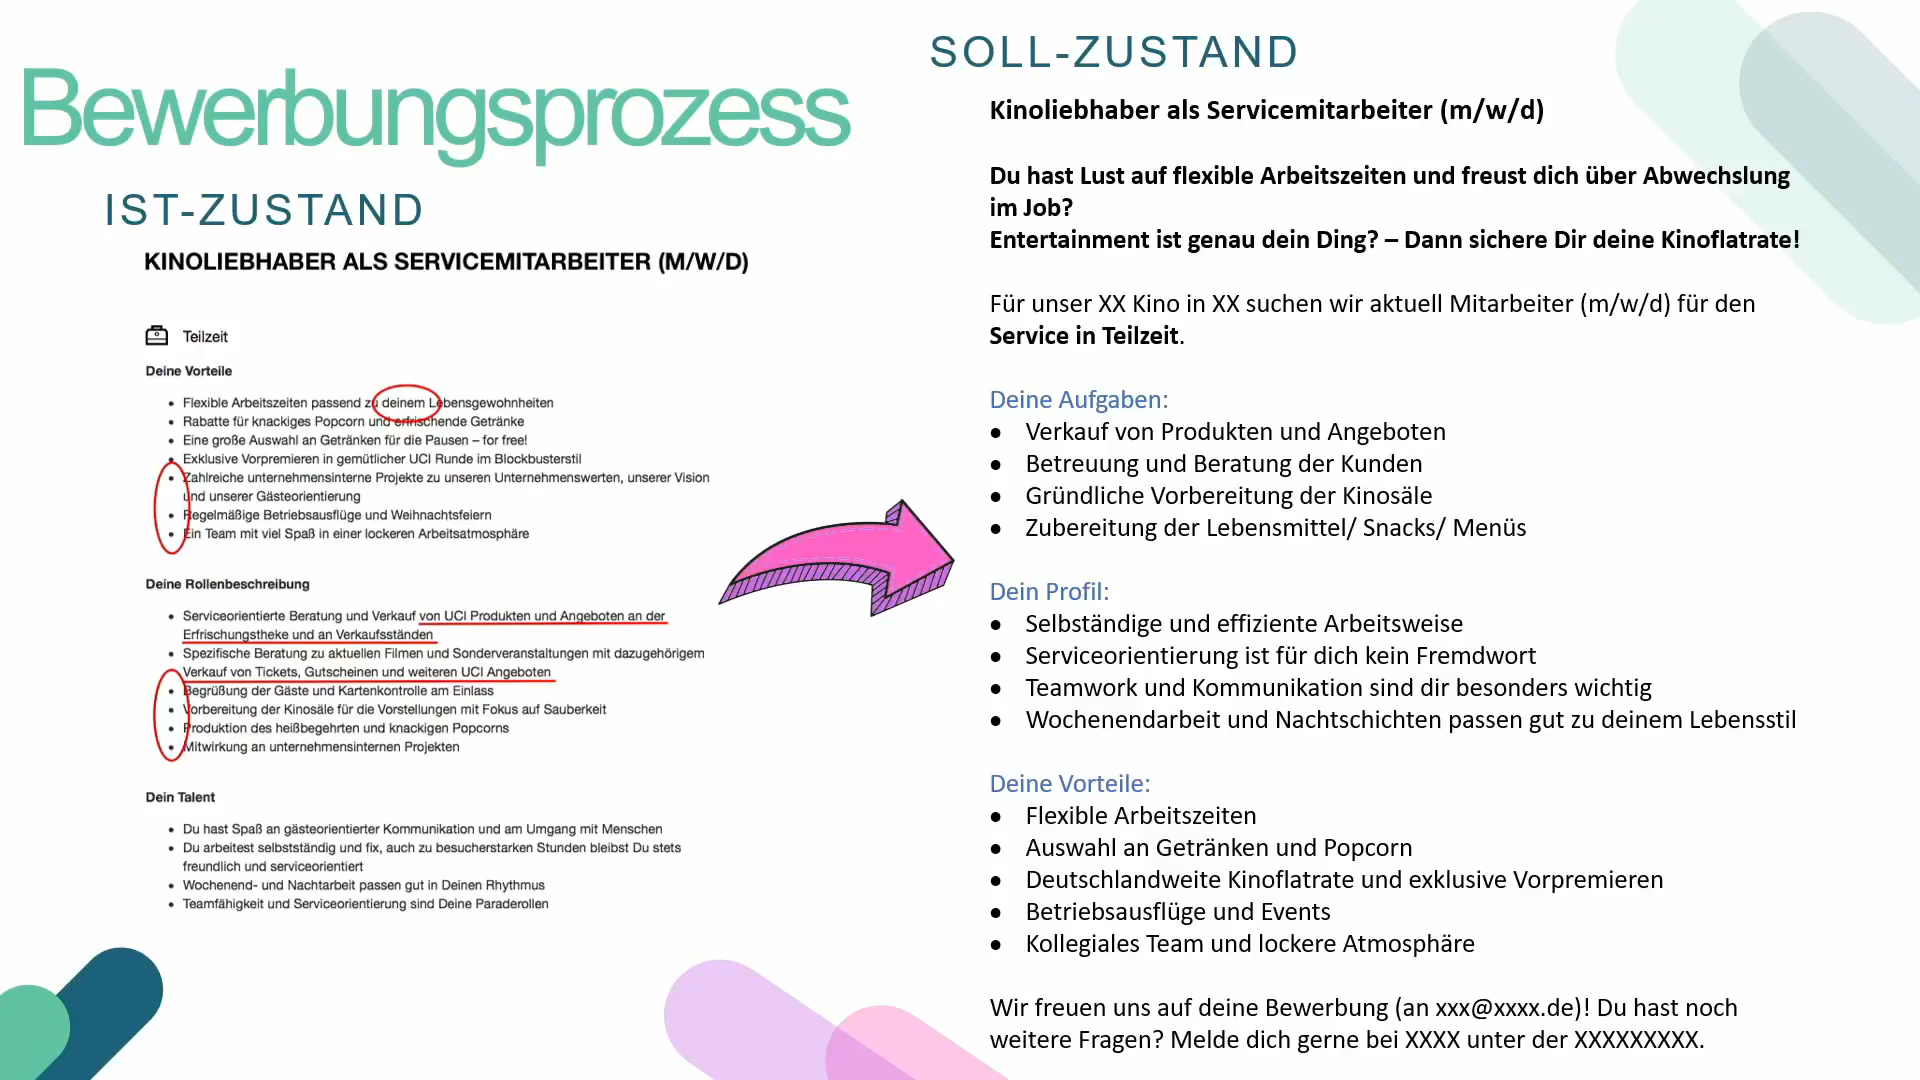 Bewerbungsprozess
IST-ZUSTAND
KINOLIEBHABER ALS SERVICEMITARBEITER (M/W/D)
Teilzeit
Deine Vorteile
• Flexible Arbeitszeiten passend zu deinem Lebensgewohnheiten
• Rabatte für knackiges Popcorn und erfrischende Getränke
• Eine große Auswahl an Getränken für die Pausen – for free!
• Exklusive Vorpremieren in gemütlicher UCI Runde im Blockbusterstil
• Zahlreiche unternehmensinterne Projekte zu unseren Unternehmenswerten, unserer Vision
und unserer Gästeorientierung
• Regelmäßige Betriebsausflüge und Weihnachtsfeiern
• Ein Team mit viel Spaß in einer lockeren Arbeitsatmosphäre
Deine Rollenbeschreibung
• Serviceorientierte Beratung und Verkauf von UCI Produkten und Angeboten an der
Erfrischungstheke und an Verkaufsständen
• Spezifische Beratung zu aktuellen Filmen und Sonderveranstaltungen mit dazugehörigem
Verkauf von Tickets, Gutscheinen und weiteren UCI Angeboten
• Begrüßung der Gäste und Kartenkontrolle am Einlass
• Vorbereitung der Kinosäle für die Vorstellungen mit Fokus auf Sauberkeit
• Produktion des heißbegehrten und knackigen Popcorns
• Mitwirkung an unternehmensinternen Projekten
Dein Talent
• Du hast Spaß an gästeorientierter Kommunikation und am Umgang mit Menschen
• Du arbeitest selbstständig und fix, auch zu besucherstarken Stunden bleibst Du stets
freundlich und serviceorientiert
• Wochenend- und Nachtarbeit passen gut in Deinen Rhythmus
• Teamfähigkeit und Serviceorientierung sind Deine Paraderollen
SOLL-ZUSTAND
Kinoliebhaber als Servicemitarbeiter (m/w/d)
Du hast Lust auf flexible Arbeitszeiten und freust dich über Abwechslung
im Job?
Entertainment ist genau dein Ding? – Dann sichere Dir deine Kinoflatrate!
Für unser XX Kino in XX suchen wir aktuell Mitarbeiter (m/w/d) für den
Service in Teilzeit.
Deine Aufgaben:
• Verkauf von Produkten und Angeboten
• Betreuung und Beratung der Kunden
• Gründliche Vorbereitung der Kinosäle
• Zubereitung der Lebensmittel/ Snacks/ Menüs
Dein Profil:
• Selbständige und effiziente Arbeitsweise
• Serviceorientierung ist für dich kein Fremdwort
• Teamwork und Kommunikation sind dir besonders wichtig
• Wochenendarbeit und Nachtschichten passen gut zu deinem Lebensstil
Deine Vorteile:
• Flexible Arbeitszeiten
• Auswahl an Getränken und Popcorn
• Deutschlandweite Kinoflatrate und exklusive Vorpremieren
• Betriebsausflüge und Events
• Kollegiales Team und lockere Atmosphäre
Wir freuen uns auf deine Bewerbung (an xxx@xxxx.de)! Du hast noch
weitere Fragen? Melde dich gerne bei XXXX unter der XXXXXXXXX.